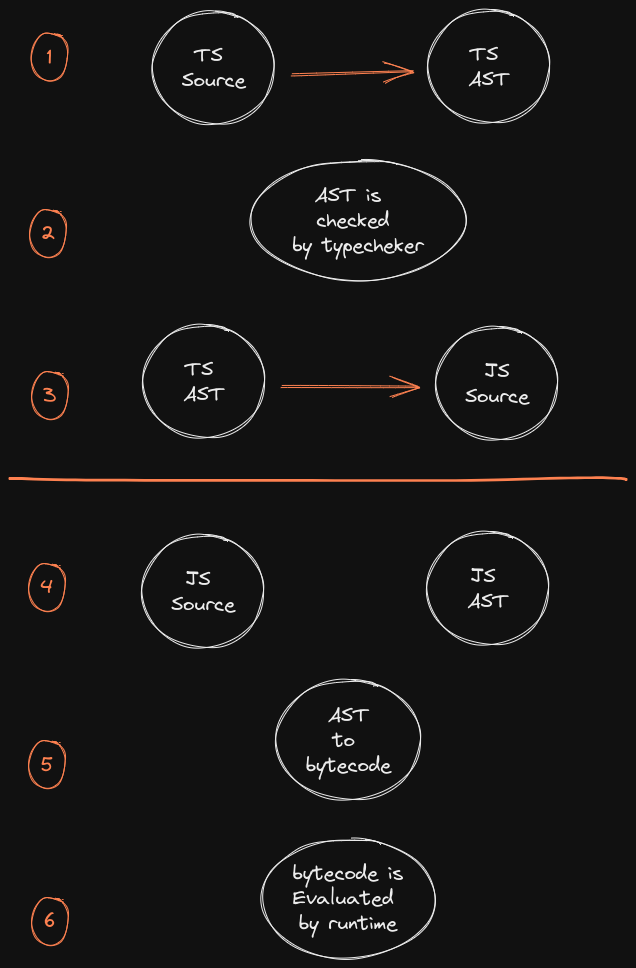 1
TS
Source
TS
AST
2
AST is
checked
by typecheker
3
TS
AST
JS
Source
4
JS
Source
JS
AST
5
AST
to
bytecode
6
bytecode is
Evaluated
by runtime